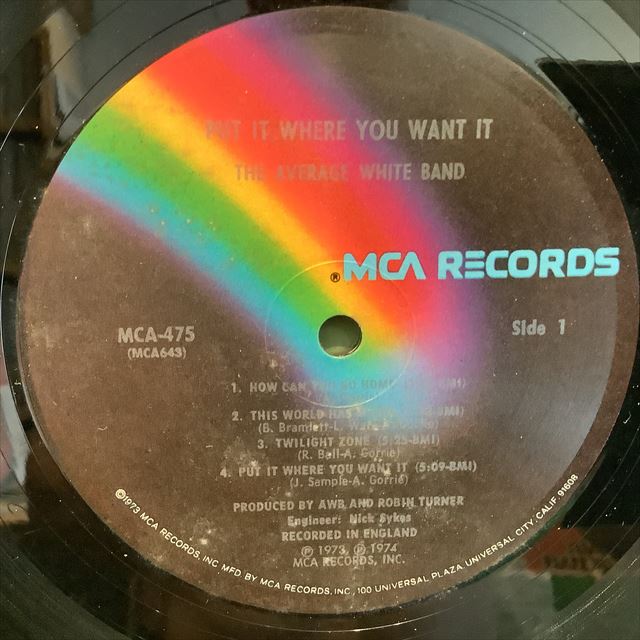 PUT IT WHERE YOU WANT IT
THE AVERAGE WHITE BAND
® MCA RECORDS
MCA-475
(MCA643)
Side 1
1. HOW CAN YOU GO HOME
2. THIS WORLD HAS
(B. Bramlett-L.
3. TWILIGHT ZONE (5:23-BMI)
(R. Ball-A. Gorrie)
4. PUT IT WHERE YOU WANT IT (5:09-BMI)
(J. Sample-A. Gorrie)
PRODUCED BY AWB AND ROBIN TURNER
Engineer: Nick Sykes
RECORDED IN ENGLAND
℗ 1973, ℗ 1974
MCA RECORDS, INC.
©1973 MCA RECORDS, INC MFD BY MCA RECORDS, INC., 100 UNIVERSAL PLAZA UNIVERSAL CITY, CALIF. 91608